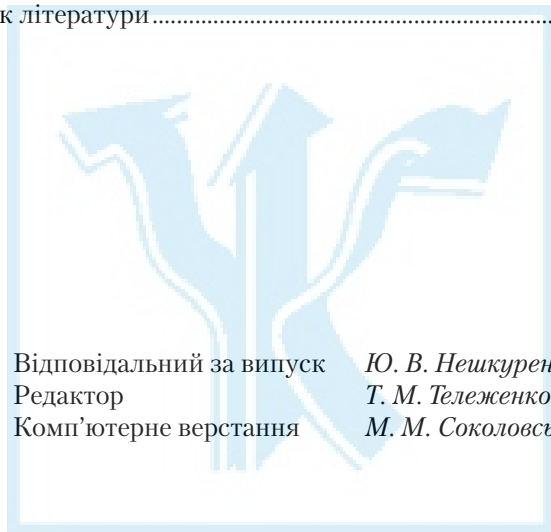 к літератури
Відповідальний за випуск Ю. В. Нешкурен
Редактор Т. М. Тележенко
Комп’ютерне верстання М. М. Соколовсь